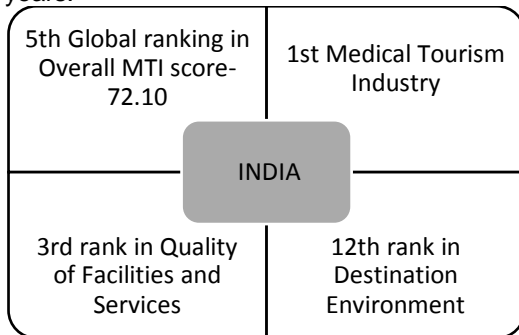 years.
5th Global ranking in
Overall MTI score-
72.10
1st Medical Tourism
Industry
INDIA
3rd rank in Quality
of Facilities and
Services
12th rank in
Destination
Environment